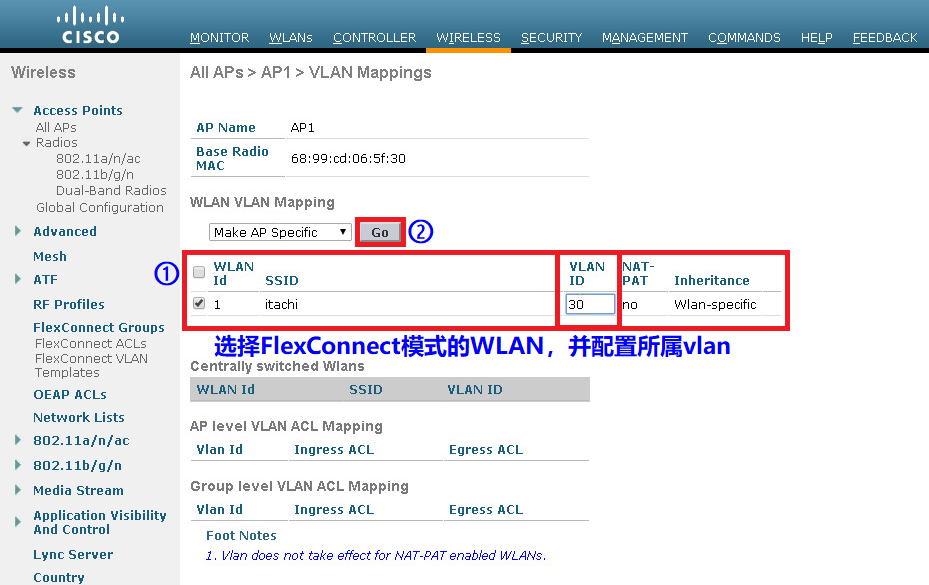 CISCO
MONITOR WLANs CONTROLLER WIRELESS SECURITY MANAGEMENT COMMANDS HELP FEEDBACK
Wireless
Access Points
All APs
Radios
802.11a/n/ac
802.11b/g/n
Dual-Band Radios
Global Configuration
Advanced
Mesh
ATF
RF Profiles
FlexConnect Groups
FlexConnect ACLs
FlexConnect VLAN
Templates
OEAP ACLs
Network Lists
802.11a/n/ac
802.11b/g/n
Media Stream
Application Visibility
And Control
Lync Server
Country
All APs > AP1 > VLAN Mappings
AP Name AP1
Base Radio
MAC
68:99:cd:06:5f:30
WLAN VLAN Mapping
Make AP Specific Go ②
①
WLAN
Id
SSID
VLAN
ID
NAT-
PAT
Inheritance
1 itachi 30 no Wlan-specific
选择FlexConnect模式的WLAN，并配置所属vlan
Centrally switched Wlans
WLAN Id SSID VLAN ID
AP level VLAN ACL Mapping
Vlan Id Ingress ACL Egress ACL
Group level VLAN ACL Mapping
Vlan Id Ingress ACL Egress ACL
Foot Notes
1. Vlan does not take effect for NAT-PAT enabled WLANs.